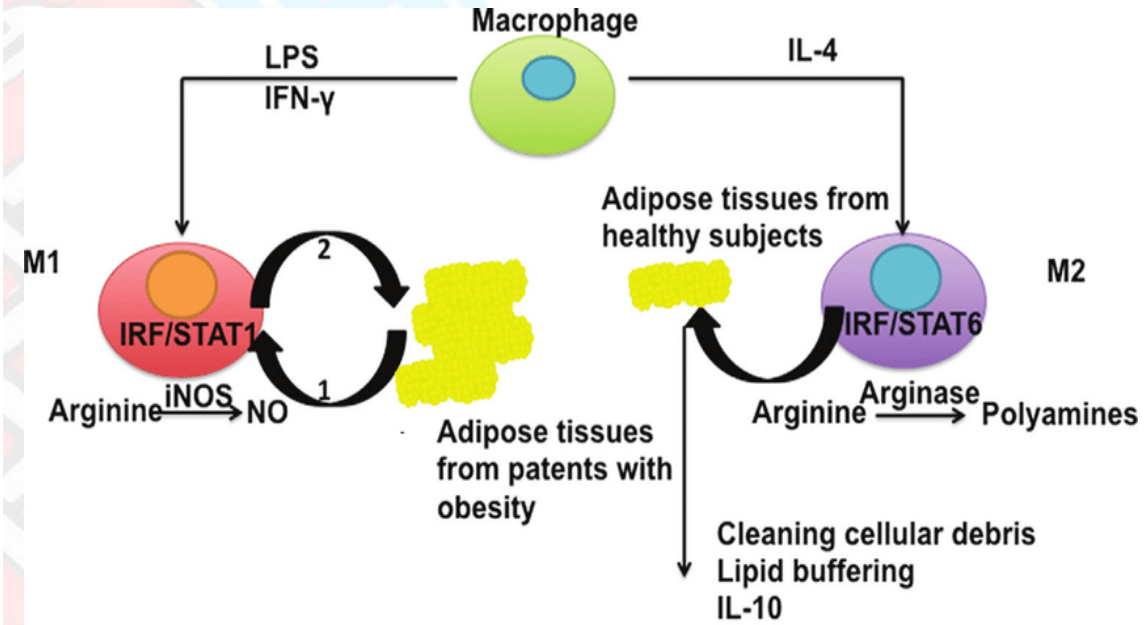 Macrophage
LPS
IFN-γ
IL-4
M1
IRF/STAT1
2
1
Arginine
iNOS
NO
Adipose tissues
from patents with
obesity
Adipose tissues from
healthy subjects
M2
IRF/STAT6
Arginine
Arginase
Polyamines
Cleaning cellular debris
Lipid buffering
IL-10